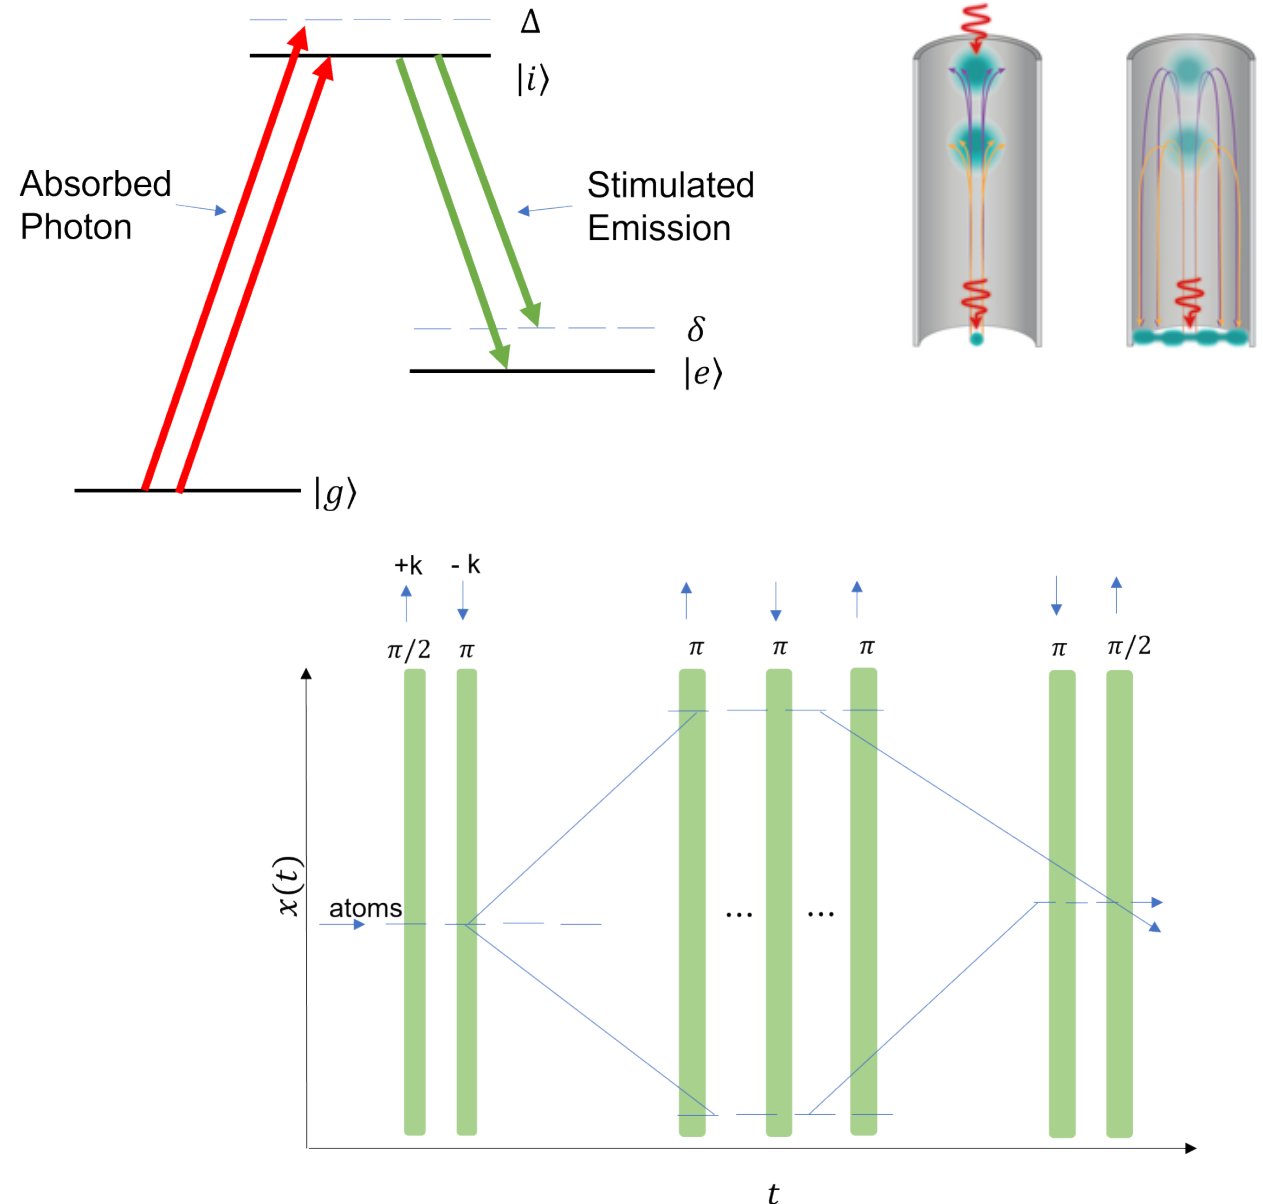 Δ
|i⟩
Absorbed
Photon
Stimulated
Emission
δ
|e⟩
|g⟩
+k - k
π/2 π π π π π π/2
x(t)
atoms
... ...
t